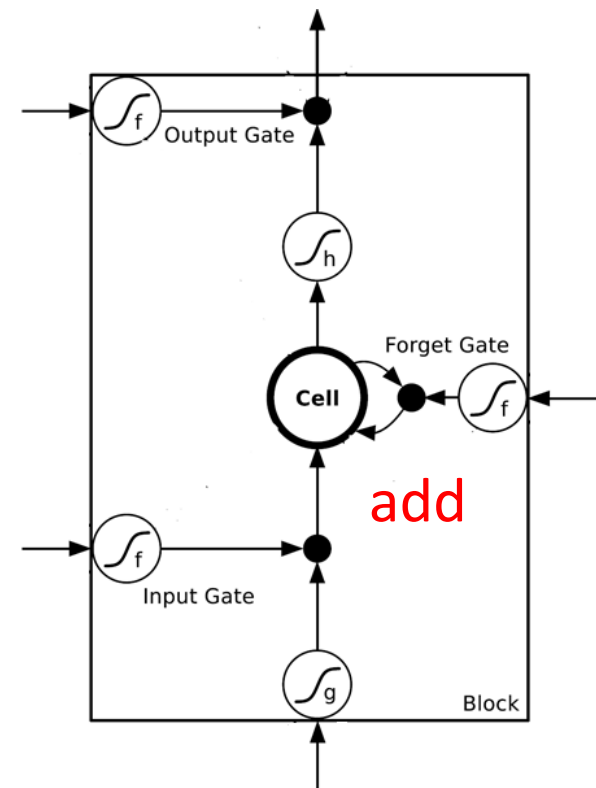 f
Output Gate
h
Forget Gate
Cell
f
add
f
Input Gate
g
Block